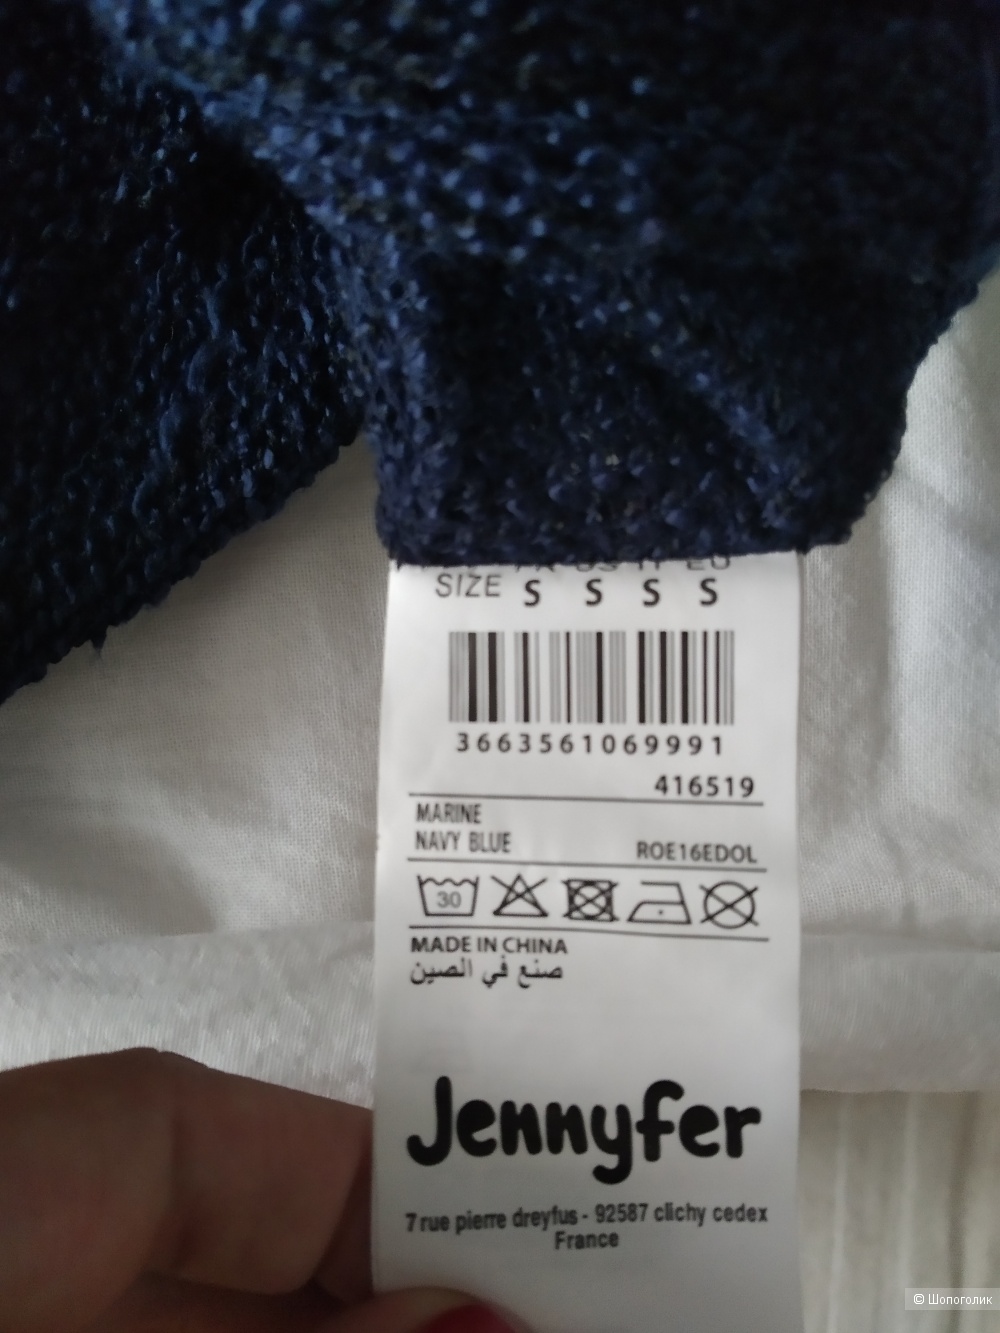 SIZE S S S S
3663561069991
416519
MARINE
NAVY BLUE ROE16EDOL
30
MADE IN CHINA
صنع في الصين
Jennyfer
7 rue pierre dreyfus - 92587 clichy cedex
France
© Шопоголик